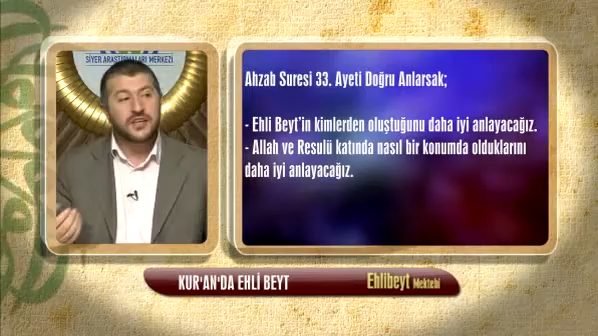 SİYER ARAŞTIRMALARI MERKEZİ
Ahzab Suresi 33. Ayeti Doğru Anlarsak;
- Ehli Beyt'in kimlerden oluştuğunu daha iyi anlayacağız.
- Allah ve Resulü katında nasıl bir konumda olduklarını
daha iyi anlayacağız.
KUR'AN'DA EHLİ BEYT
Ehlibeyt Mektebi